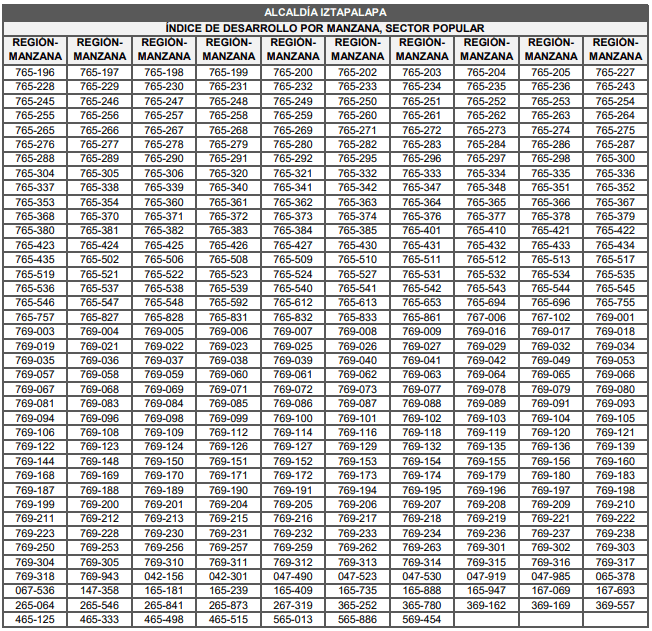 ALCALDÍA IZTAPALAPA
ÍNDICE DE DESARROLLO POR MANZANA, SECTOR POPULAR
REGIÓN-MANZANA REGIÓN-MANZANA REGIÓN-MANZANA REGIÓN-MANZANA REGIÓN-MANZANA REGIÓN-MANZANA REGIÓN-MANZANA REGIÓN-MANZANA REGIÓN-MANZANA REGIÓN-MANZANA
765-196 765-197 765-198 765-199 765-200 765-202 765-203 765-204 765-205 765-227
765-228 765-229 765-230 765-231 765-232 765-233 765-234 765-235 765-236 765-243
765-245 765-246 765-247 765-248 765-249 765-250 765-251 765-252 765-253 765-254
765-255 765-256 765-257 765-258 765-259 765-260 765-261 765-262 765-263 765-264
765-265 765-266 765-267 765-268 765-269 765-271 765-272 765-273 765-274 765-275
765-276 765-277 765-278 765-279 765-280 765-282 765-283 765-284 765-286 765-287
765-288 765-289 765-290 765-291 765-292 765-295 765-296 765-297 765-298 765-300
765-304 765-305 765-306 765-320 765-321 765-332 765-333 765-334 765-335 765-336
765-337 765-338 765-339 765-340 765-341 765-342 765-347 765-348 765-351 765-352
765-353 765-354 765-360 765-361 765-362 765-363 765-364 765-365 765-366 765-367
765-368 765-370 765-371 765-372 765-373 765-374 765-376 765-377 765-378 765-379
765-380 765-381 765-382 765-383 765-384 765-385 765-401 765-410 765-421 765-422
765-423 765-424 765-425 765-426 765-427 765-430 765-431 765-432 765-433 765-434
765-435 765-502 765-506 765-508 765-509 765-510 765-511 765-512 765-513 765-517
765-519 765-521 765-522 765-523 765-524 765-527 765-531 765-532 765-534 765-535
765-536 765-537 765-538 765-539 765-540 765-541 765-542 765-543 765-544 765-545
765-546 765-547 765-548 765-592 765-612 765-613 765-653 765-694 765-696 765-755
765-757 765-827 765-828 765-831 765-832 765-833 765-861 767-006 767-102 769-001
769-003 769-004 769-005 769-006 769-007 769-008 769-009 769-016 769-017 769-018
769-019 769-021 769-022 769-023 769-025 769-026 769-027 769-029 769-032 769-034
769-035 769-036 769-037 769-038 769-039 769-040 769-041 769-042 769-049 769-053
769-057 769-058 769-059 769-060 769-061 769-062 769-063 769-064 769-065 769-066
769-067 769-068 769-069 769-071 769-072 769-073 769-077 769-078 769-079 769-080
769-081 769-083 769-084 769-085 769-086 769-087 769-088 769-089 769-091 769-093
769-094 769-096 769-098 769-099 769-100 769-101 769-102 769-103 769-104 769-105
769-106 769-108 769-109 769-112 769-114 769-116 769-118 769-119 769-120 769-121
769-122 769-123 769-124 769-126 769-127 769-129 769-132 769-135 769-136 769-139
769-144 769-148 769-150 769-151 769-152 769-153 769-154 769-155 769-156 769-160
769-168 769-169 769-170 769-171 769-172 769-173 769-174 769-179 769-180 769-183
769-187 769-188 769-189 769-190 769-191 769-194 769-195 769-196 769-197 769-198
769-199 769-200 769-201 769-204 769-205 769-206 769-207 769-208 769-209 769-210
769-211 769-212 769-213 769-215 769-216 769-217 769-218 769-219 769-221 769-222
769-223 769-228 769-230 769-231 769-232 769-233 769-234 769-236 769-237 769-238
769-250 769-253 769-256 769-257 769-259 769-262 769-263 769-301 769-302 769-303
769-304 769-305 769-310 769-311 769-312 769-313 769-314 769-315 769-316 769-317
769-318 769-943 042-156 042-301 047-490 047-523 047-530 047-919 047-985 065-378
067-536 147-358 165-181 165-239 165-409 165-735 165-888 165-947 167-069 167-693
265-064 265-546 265-841 265-873 267-319 365-252 365-780 369-162 369-169 369-557
465-125 465-333 465-498 465-515 565-013 565-886 569-454